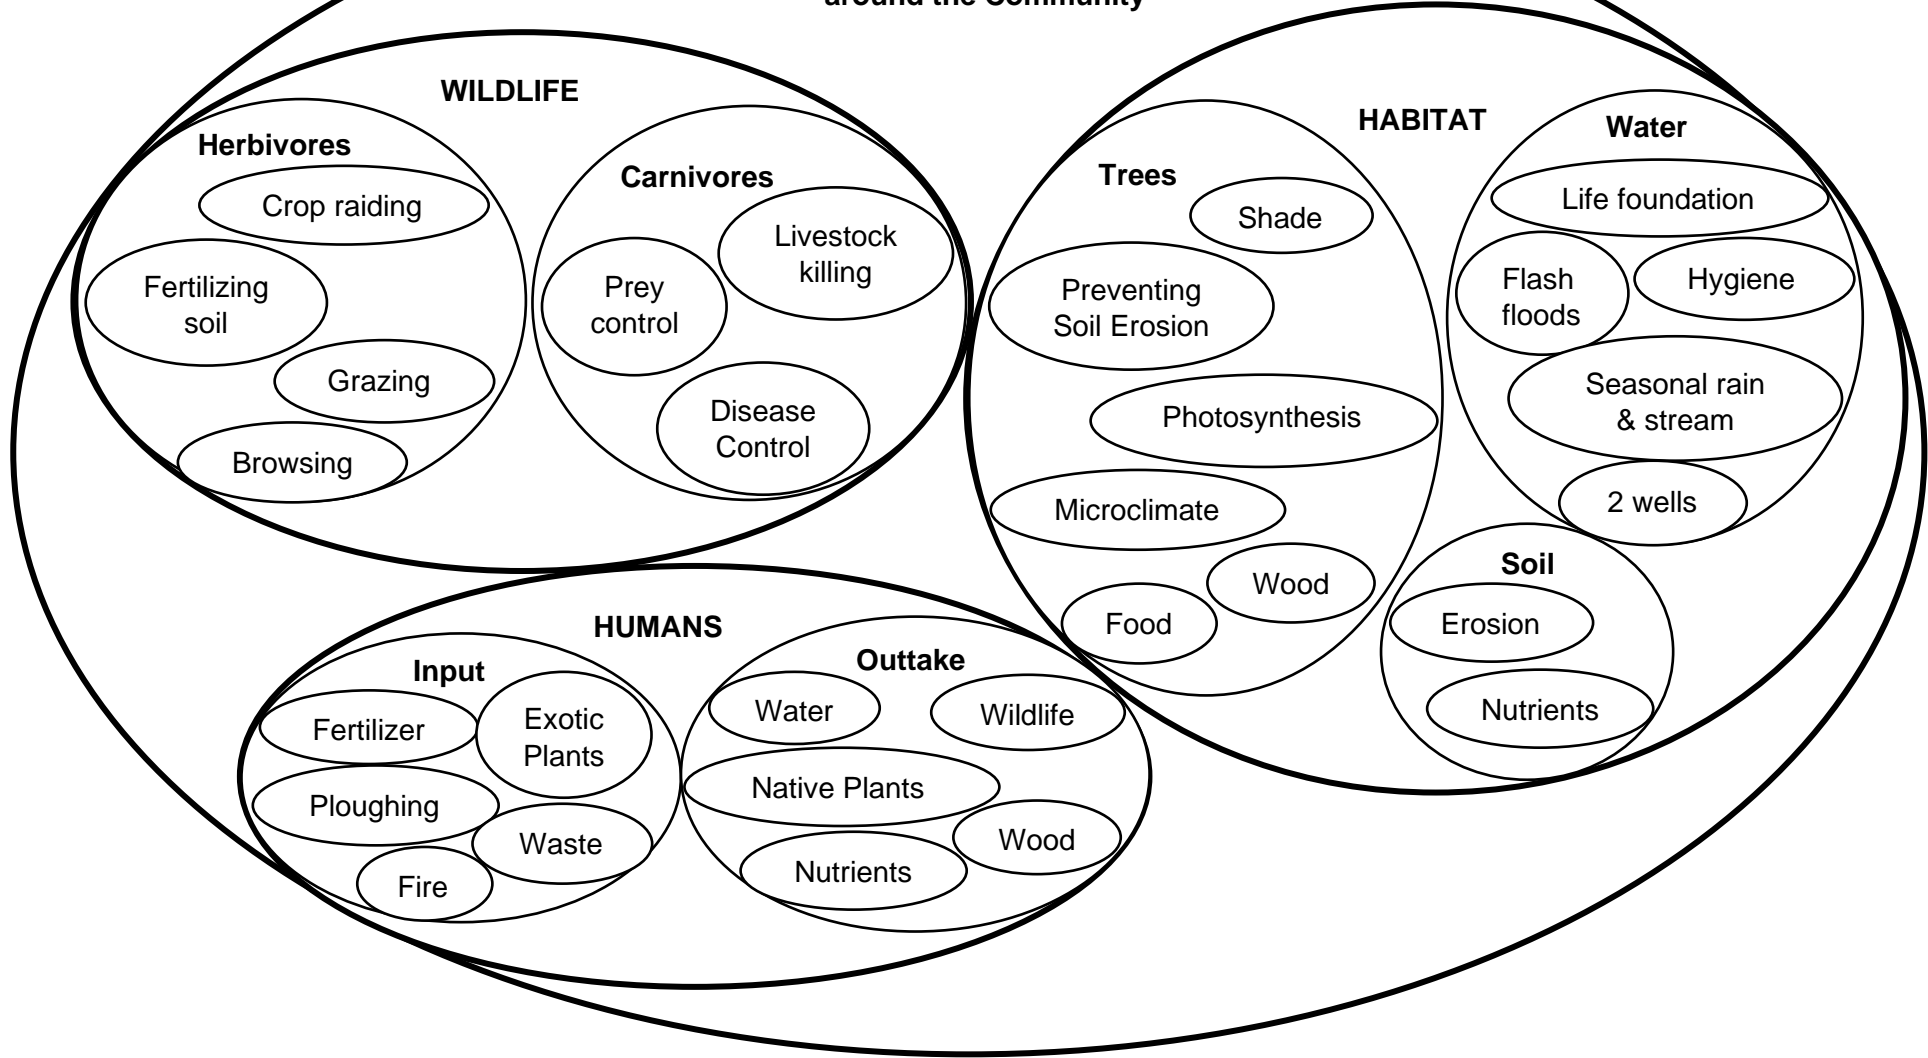 around the Community
WILDLIFE
Herbivores
Crop raiding
Fertilizing
soil
Grazing
Browsing
Carnivores
Livestock
killing
Prey
control
Disease
Control
HABITAT
Trees
Shade
Preventing
Soil Erosion
Photosynthesis
Microclimate
Wood
Food
Water
Life foundation
Flash
floods
Hygiene
Seasonal rain
& stream
2 wells
Soil
Erosion
Nutrients
HUMANS
Input
Fertilizer
Exotic
Plants
Ploughing
Waste
Fire
Outtake
Water
Wildlife
Native Plants
Wood
Nutrients